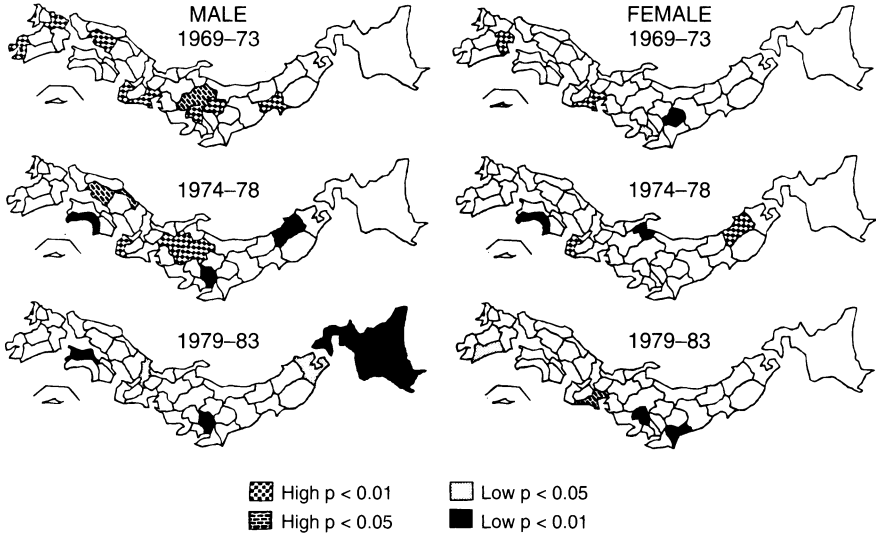 MALE
1969–73
FEMALE
1969–73
1974–78
1974–78
1979–83
1979–83
High p < 0.01
Low p < 0.05
High p < 0.05
Low p < 0.01